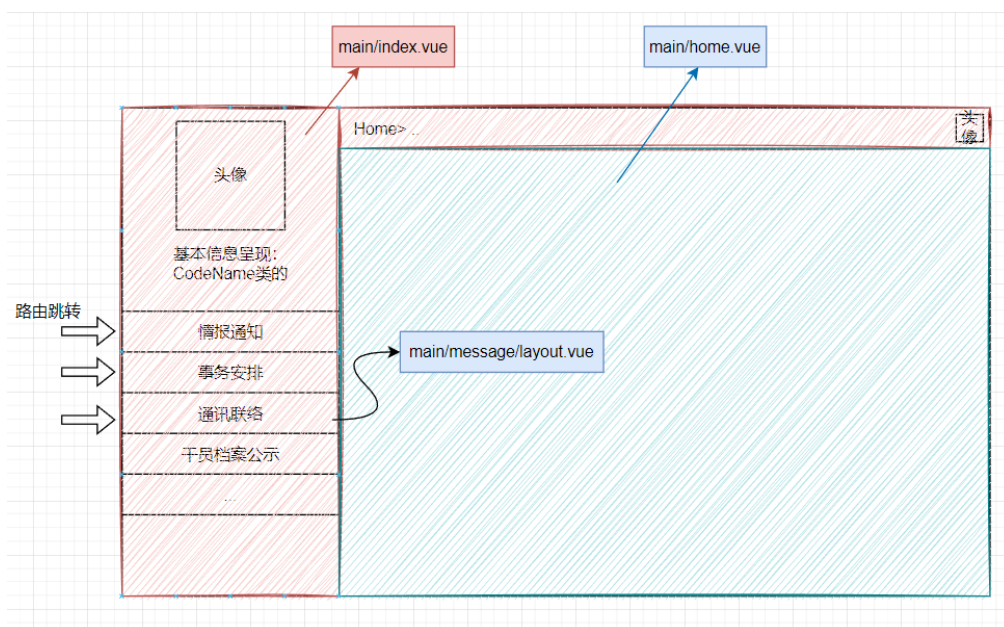 main/index.vue
main/home.vue
Home> ..
头
像
头像
基本信息呈现：
CodeName类的
路由跳转
情报通知
事务安排
通讯联络
干员档案公示
...
main/message/layout.vue